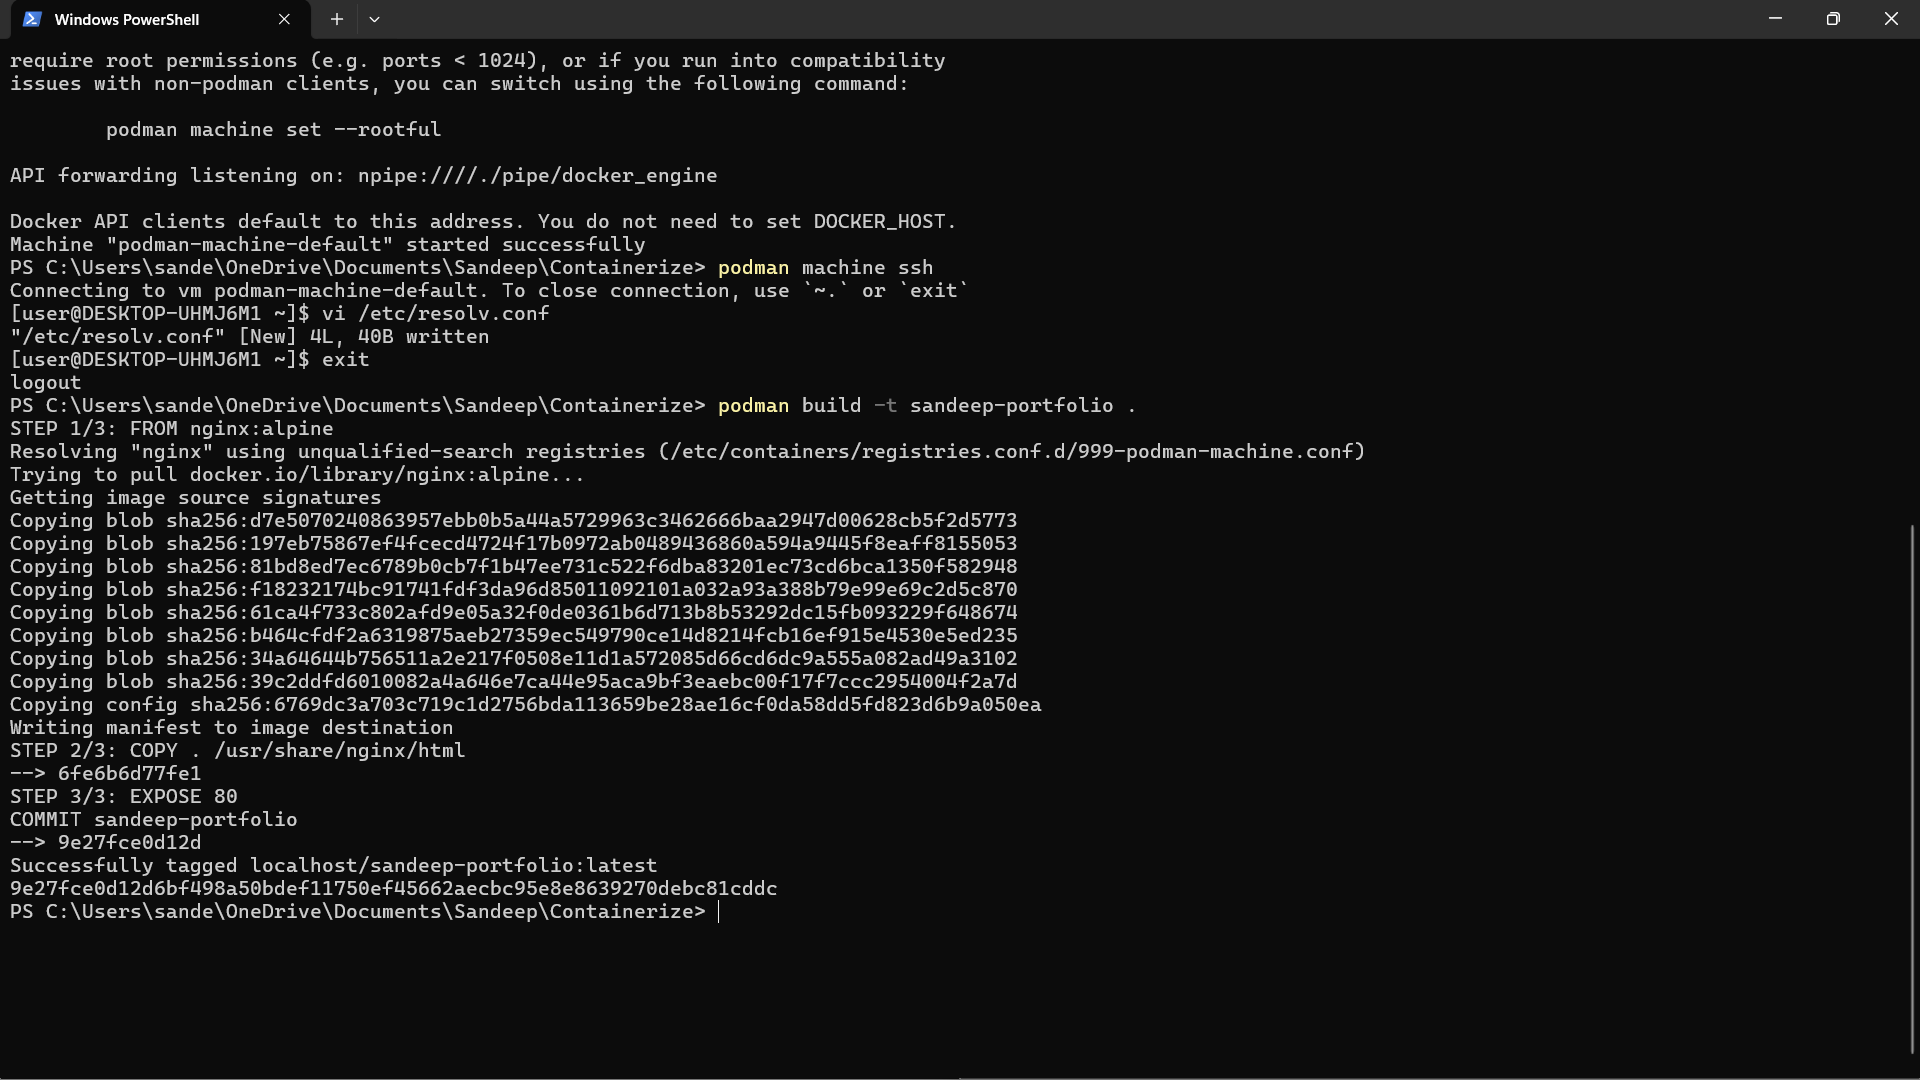 Windows PowerShell
require root permissions (e.g. ports < 1024), or if you run into compatibility
issues with non-podman clients, you can switch using the following command:
podman machine set --rootful
API forwarding listening on: npipe:////./pipe/docker_engine
Docker API clients default to this address. You do not need to set DOCKER_HOST.
Machine "podman-machine-default" started successfully
PS C:\Users\sande\OneDrive\Documents\Sandeep\Containerize> podman machine ssh
Connecting to vm podman-machine-default. To close connection, use `~.` or `exit`
[user@DESKTOP-UHMJ6M1 ~]$ vi /etc/resolv.conf
"/etc/resolv.conf" [New] 4L, 40B written
[user@DESKTOP-UHMJ6M1 ~]$ exit
logout
PS C:\Users\sande\OneDrive\Documents\Sandeep\Containerize> podman build -t sandeep-portfolio .
STEP 1/3: FROM nginx:alpine
Resolving "nginx" using unqualified-search registries (/etc/containers/registries.conf.d/999-podman-machine.conf)
Trying to pull docker.io/library/nginx:alpine...
Getting image source signatures
Copying blob sha256:d7e5070240863957ebb0b5a44a5729963c3462666baa2947d00628cb5f2d5773
Copying blob sha256:197eb75867ef4fcecd4724f17b0972ab0489436860a594a9445f8eaff8155053
Copying blob sha256:81bd8ed7ec6789b0cb7f1b47ee731c522f6dba83201ec73cd6bca1350f582948
Copying blob sha256:f18232174bc91741fdf3da96d85011092101a032a93a388b79e99e69c2d5c870
Copying blob sha256:61ca4f733c802afd9e05a32f0de0361b6d713b8b53292dc15fb093229f648674
Copying blob sha256:b464cfdf2a6319875aeb27359ec549790ce14d8214fcb16ef915e4530e5ed235
Copying blob sha256:34a64644b756511a2e217f0508e11d1a572085d66cd6dc9a555a082ad49a3102
Copying blob sha256:39c2ddfd6010082a4a646e7ca44e95aca9bf3eaebc00f17f7ccc2954004f2a7d
Copying config sha256:6769dc3a703c719c1d2756bda113659be28ae16cf0da58dd5fd823d6b9a050ea
Writing manifest to image destination
STEP 2/3: COPY . /usr/share/nginx/html
--> 6fe6b6d77fe1
STEP 3/3: EXPOSE 80
COMMIT sandeep-portfolio
--> 9e27fce0d12d
Successfully tagged localhost/sandeep-portfolio:latest
9e27fce0d12d6bf498a50bdef11750ef45662aecbc95e8e8639270debc81cddc
PS C:\Users\sande\OneDrive\Documents\Sandeep\Containerize>